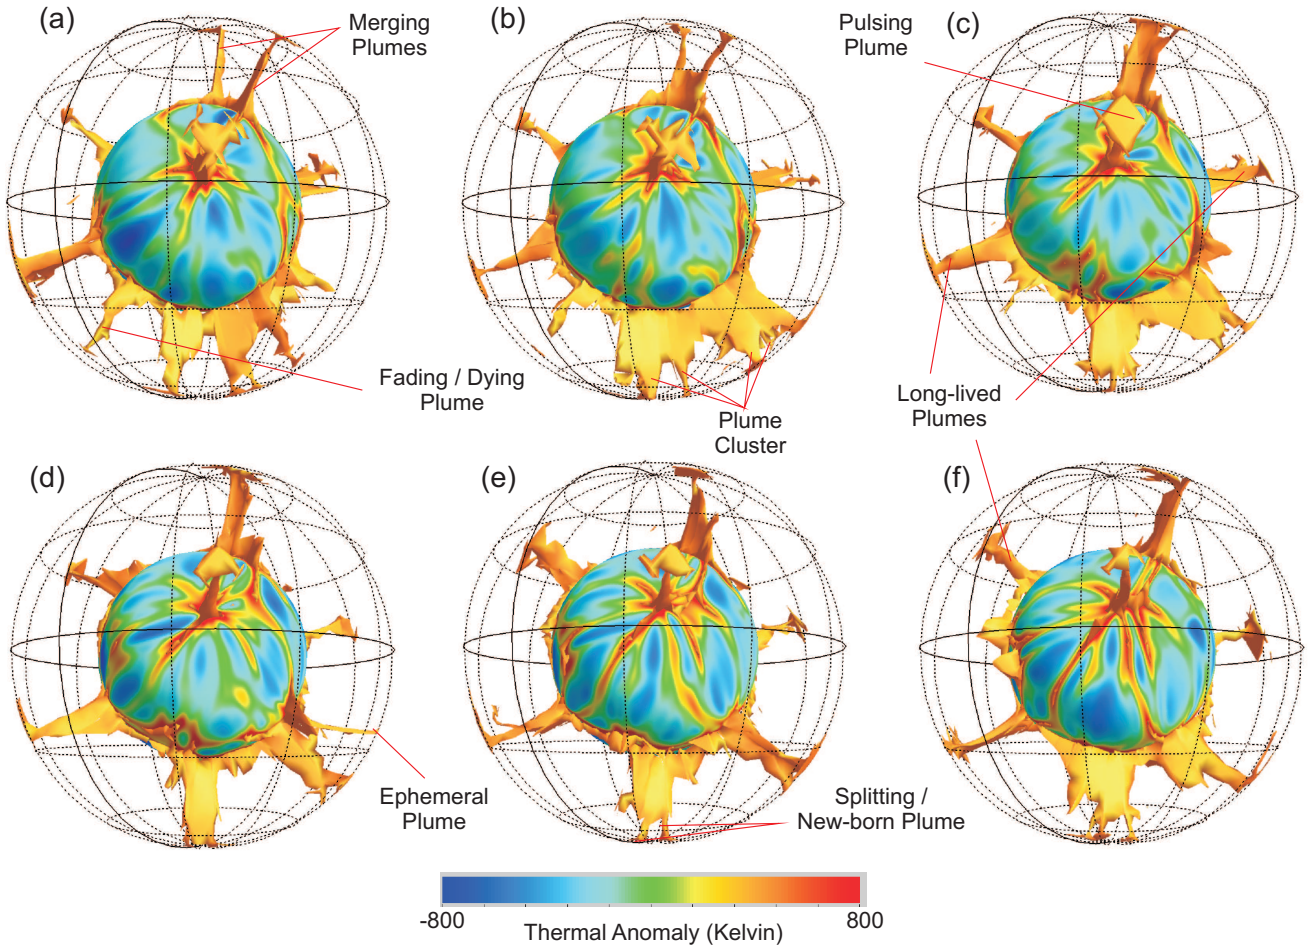 (a)
Merging
Plumes
(b)
Pulsing
Plume
(c)
Fading / Dying
Plume
Plume
Cluster
Long-lived
Plumes
(d)
(e)
(f)
Ephemeral
Plume
Splitting /
New-born Plume
-800
800
Thermal Anomaly (Kelvin)